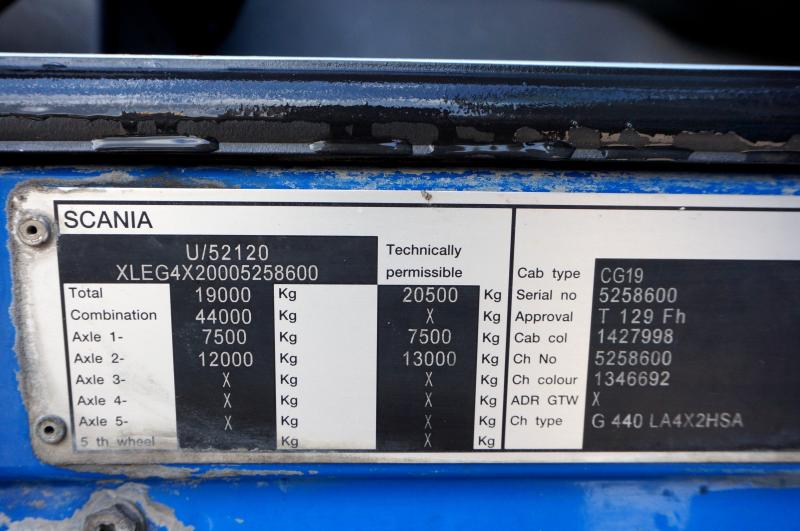 SCANIA
U/52120
XLEG4X20005258600
Technically
permissible
Total 19000 Kg 20500 Kg
Combination 44000 Kg X Kg
Axle 1- 7500 Kg 7500 Kg
Axle 2- 12000 Kg 13000 Kg
Axle 3- X Kg X Kg
Axle 4- X Kg X Kg
Axle 5- X Kg X Kg
5 th wheel Kg X Kg
Cab type CG19
Serial no 5258600
Approval T 129 Fh
Cab col 1427998
Ch No 5258600
Ch colour 1346692
ADR GTW X
Ch type G 440 LA4X2HSA